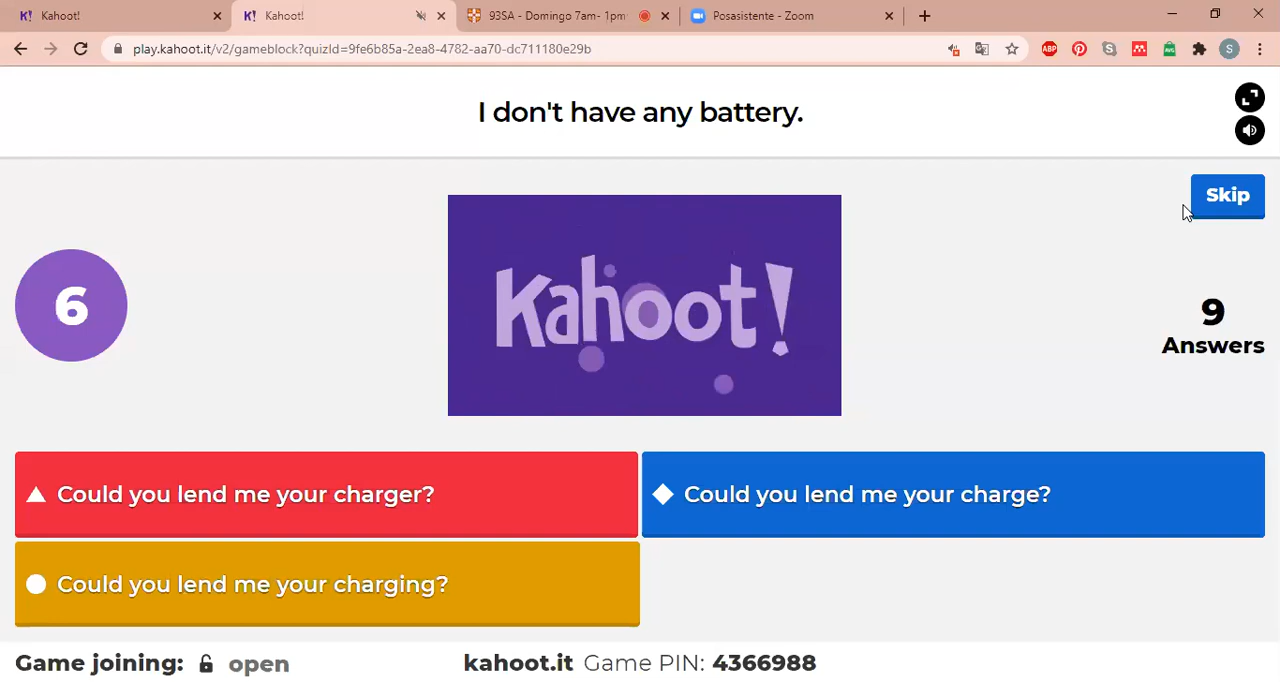 Kahoot!
Kahoot!
93SA - Domingo 7am- 1pm
Posasistente - Zoom
play.kahoot.it/v2/gameblock?quizId=9fe6b85a-2ea8-4782-aa70-dc711180e29b
ABP
S
I don't have any battery.
Skip
Kahoot!
6
9
Answers
Could you lend me your charger?
Could you lend me your charge?
Could you lend me your charging?
Game joining: open
kahoot.it Game PIN: 4366988